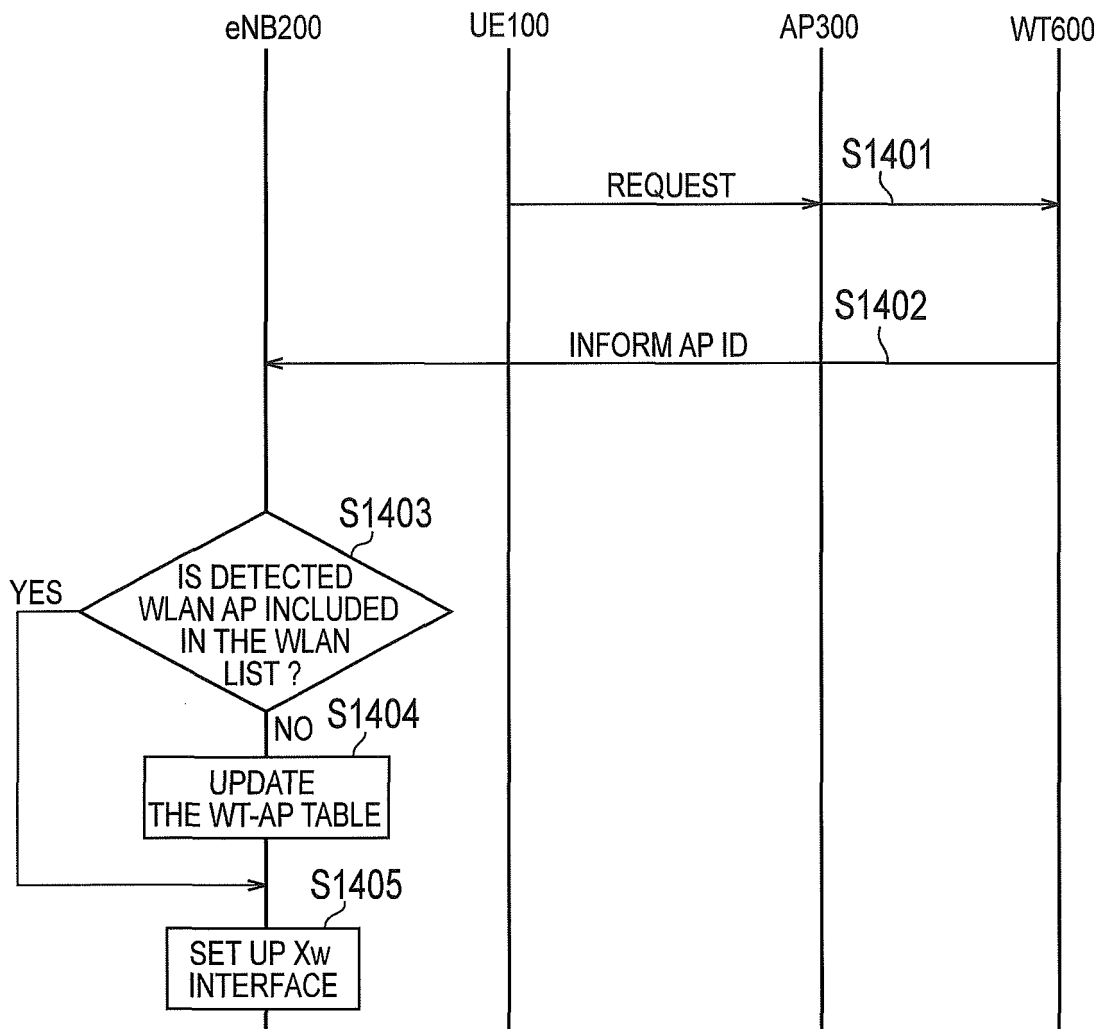 eNB200
UE100
AP300
WT600
S1401
REQUEST
S1402
INFORM AP ID
S1403
YES
IS DETECTED
WLAN AP INCLUDED
IN THE WLAN
LIST ?
NO
S1404
UPDATE
THE WT-AP TABLE
S1405
SET UP Xw
INTERFACE